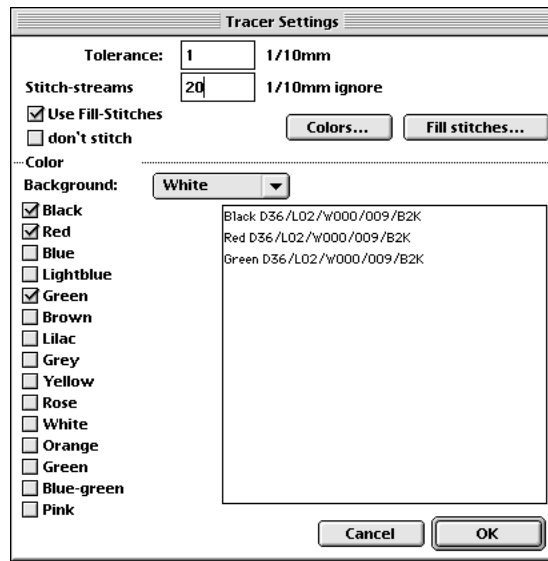 Tracer Settings
Tolerance: 1 1/10mm
Stitch-streams 20 1/10mm ignore
Use Fill-Stitches
don't stitch
Colors... Fill stitches...
Color
Background: White
Black
Red
Blue
Lightblue
Green
Brown
Lilac
Grey
Yellow
Rose
White
Orange
Green
Blue-green
Pink
Black D36/L02/W000/009/B2K
Red D36/L02/W000/009/B2K
Green D36/L02/W000/009/B2K
Cancel OK